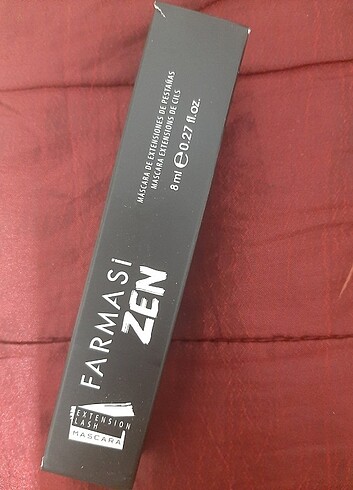 FARMASi
ZEN
EXTENSION
LASH
MASCARA
MÁSCARA DE EXTENSIONES DE PESTAÑAS
MASCARA EXTENSIONS DE CILS
8 ml ℮ 0.27 fl.oz.